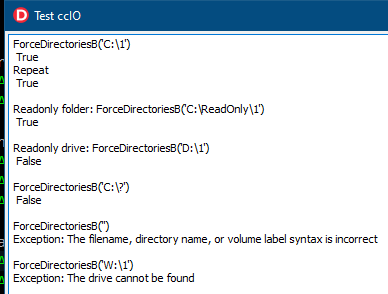 Test ccIO
ForceDirectoriesB('C:\1')
True
Repeat
True
Readonly folder: ForceDirectoriesB('C:\ReadOnly\1')
True
Readonly drive: ForceDirectoriesB('D:\1')
False
ForceDirectoriesB('C:\?')
False
ForceDirectoriesB('')
Exception: The filename, directory name, or volume label syntax is incorrect
ForceDirectoriesB('W:\1')
Exception: The drive cannot be found